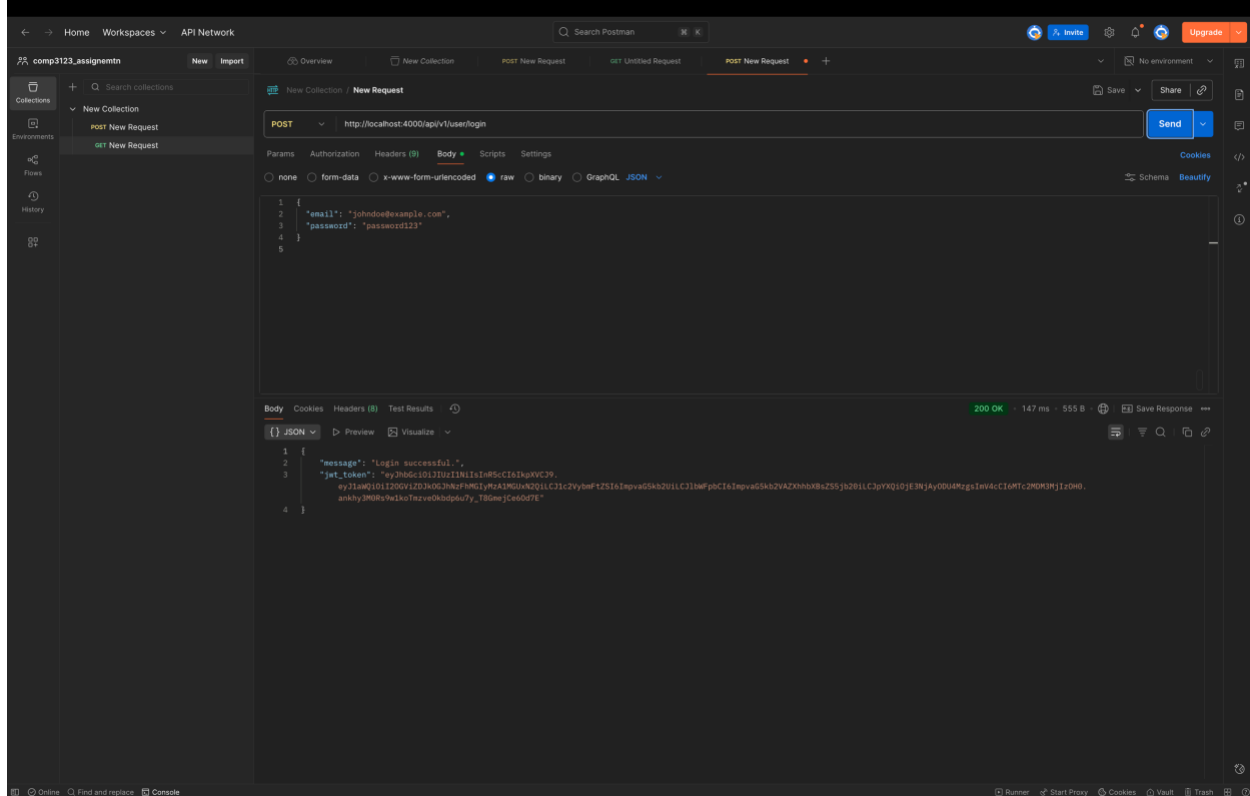 Home Workspaces API Network Search Postman ⌘ K Invite Upgrade
comp3123_assignemtn New Import Overview New Collection POST New Request GET Untitled Request POST New Request No environment
Collections
Environments
Flows
History
Search collections
New Collection
POST New Request
GET New Request
New Collection / New Request Save Share
POST http://localhost:4000/api/v1/user/login Send
Params Authorization Headers (9) Body Scripts Settings Cookies
none form-data x-www-form-urlencoded raw binary GraphQL JSON Schema Beautify
1 {
2 "email": "johndoe@example.com",
3 "password": "password123"
4 }
5
Body Cookies Headers (8) Test Results 200 OK 147 ms 555 B Save Response
{} JSON Preview Visualize
1 {
2 "message": "Login successful.",
3 "jwt_token": "eyJhbGciOiJIUzI1NiIsInR5cCI6IkpXVCJ9.
4 }
Online Find and replace Console Runner Start Proxy Cookies Vault Trash